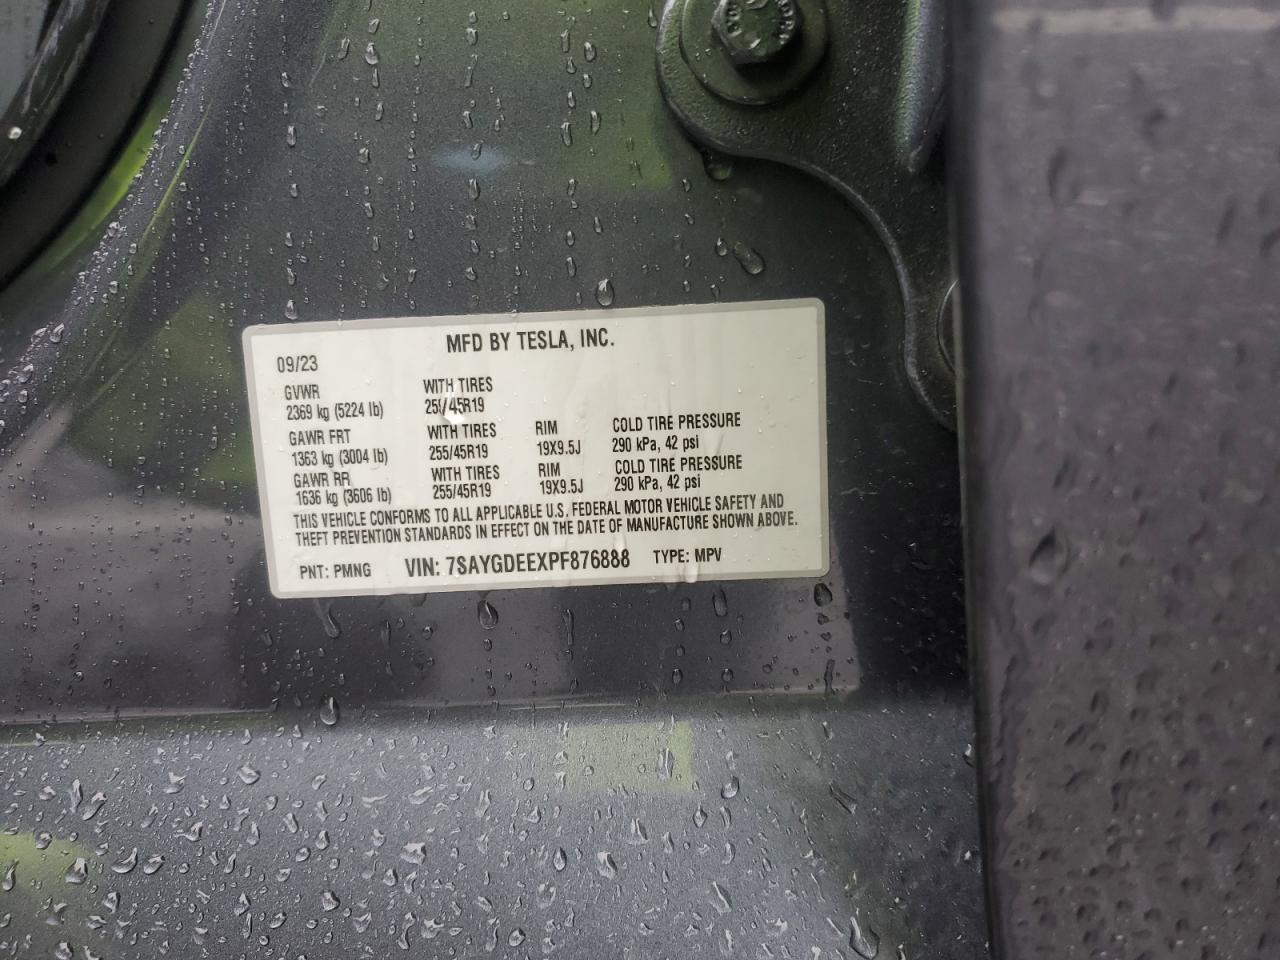 MFD BY TESLA, INC.
09/23
GVWR WITH TIRES
2369 kg (5224 lb) 255/45R19
GAWR FRT WITH TIRES RIM COLD TIRE PRESSURE
1363 kg (3004 lb) 255/45R19 19X9.5J 290 kPa, 42 psi
GAWR RR WITH TIRES RIM COLD TIRE PRESSURE
1636 kg (3606 lb) 255/45R19 19X9.5J 290 kPa, 42 psi
THIS VEHICLE CONFORMS TO ALL APPLICABLE U.S. FEDERAL MOTOR VEHICLE SAFETY AND
THEFT PREVENTION STANDARDS IN EFFECT ON THE DATE OF MANUFACTURE SHOWN ABOVE.
PNT: PMNG VIN: 7SAYGDEEXPF876888 TYPE: MPV